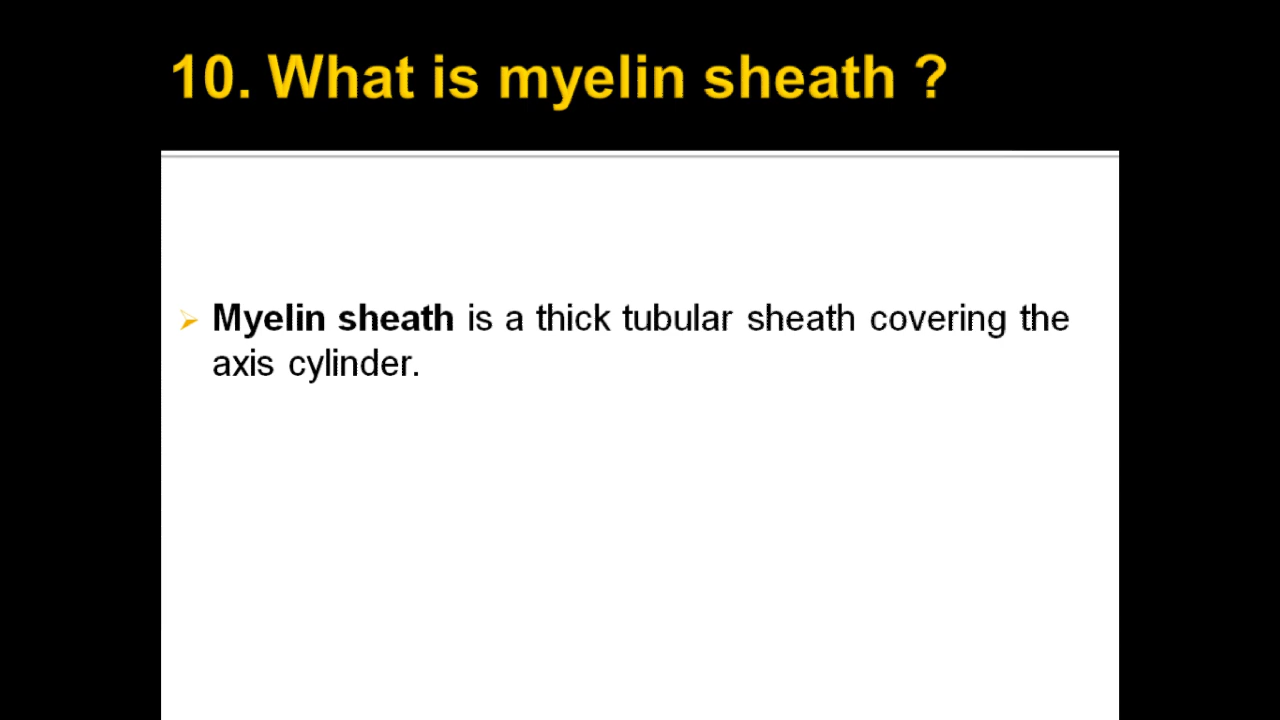 10. What is myelin sheath ?
Myelin sheath is a thick tubular sheath covering the
axis cylinder.